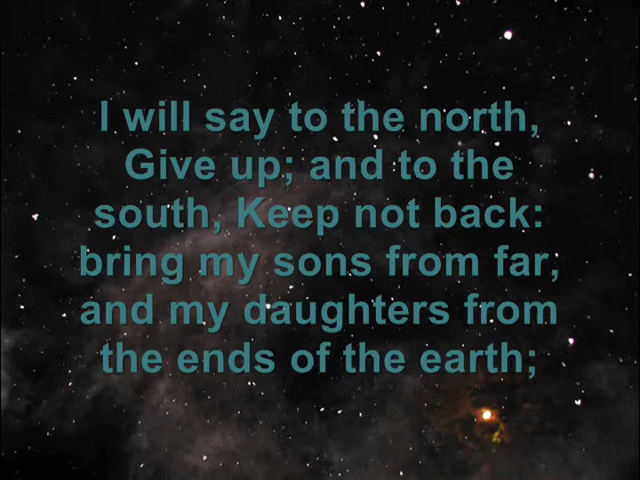 I will say to the north,
Give up; and to the
south, Keep not back:
bring my sons from far,
and my daughters from
the ends of the earth;